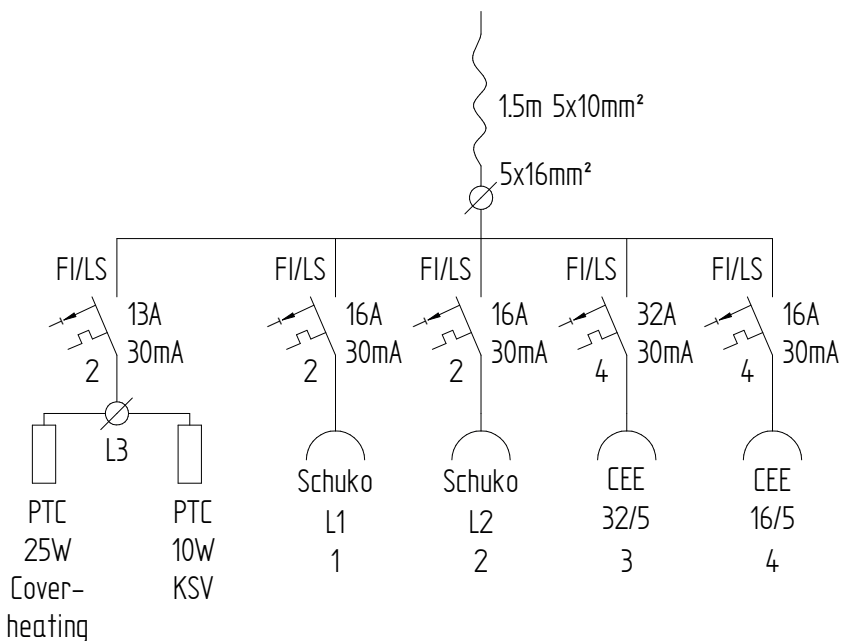 1.5m 5x10mm²
5x16mm²
FI/LS
13A
30mA
2
L3
PTC
25W
Cover-
heating
PTC
10W
KSV
FI/LS
16A
30mA
2
Schuko
L1
1
FI/LS
16A
30mA
2
Schuko
L2
2
FI/LS
32A
30mA
4
CEE
32/5
3
FI/LS
16A
30mA
4
CEE
16/5
4